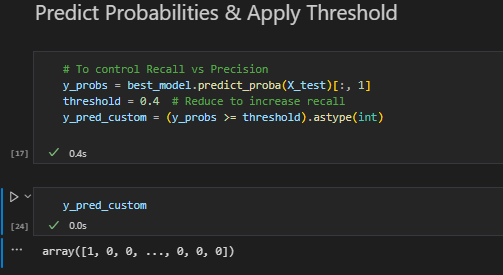 Predict Probabilities & Apply Threshold
# To control Recall vs Precision
y_probs = best_model.predict_proba(X_test)[:, 1]
threshold = 0.4  # Reduce to increase recall
y_pred_custom = (y_probs >= threshold).astype(int)
[17] 0.4s
y_pred_custom
[24] 0.0s
... array([1, 0, 0, ..., 0, 0, 0])